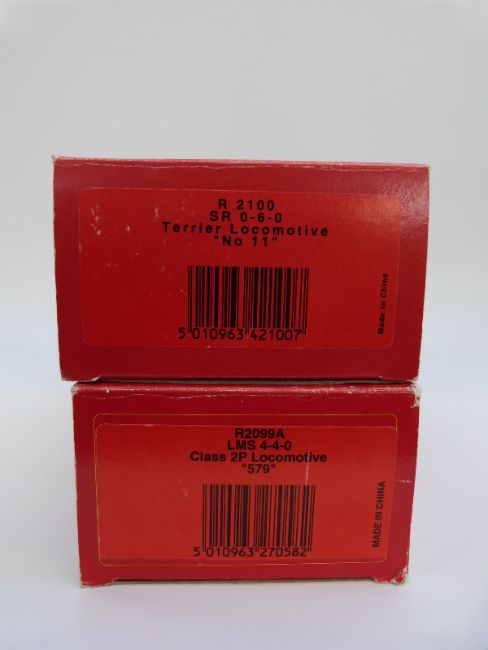 R 2100
SR 0-6-0
Terrier Locomotive
"No 11"
5 010963 421007
Made in China
R2099A
LMS 4-4-0
Class 2P Locomotive
"579"
5 010963 270582
MADE IN CHINA